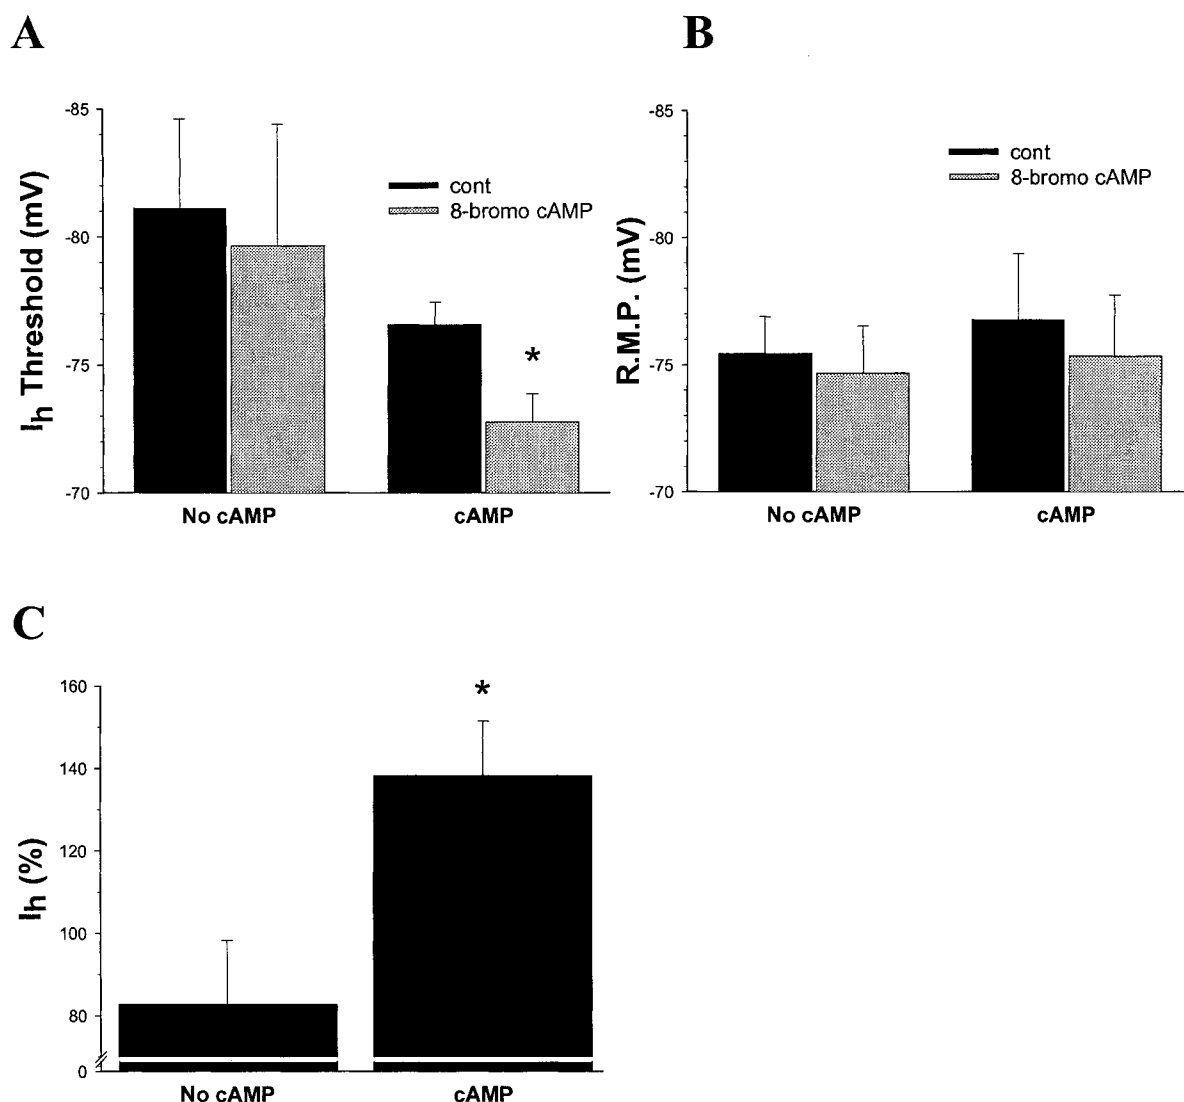 A
-85
-80
-75
-70
Ih Threshold (mV)
cont
8-bromo cAMP
*
No cAMP
cAMP
B
-85
-80
-75
-70
R.M.P. (mV)
cont
8-bromo cAMP
No cAMP
cAMP
C
160
140
120
100
80
0
Ih (%)
*
No cAMP
cAMP